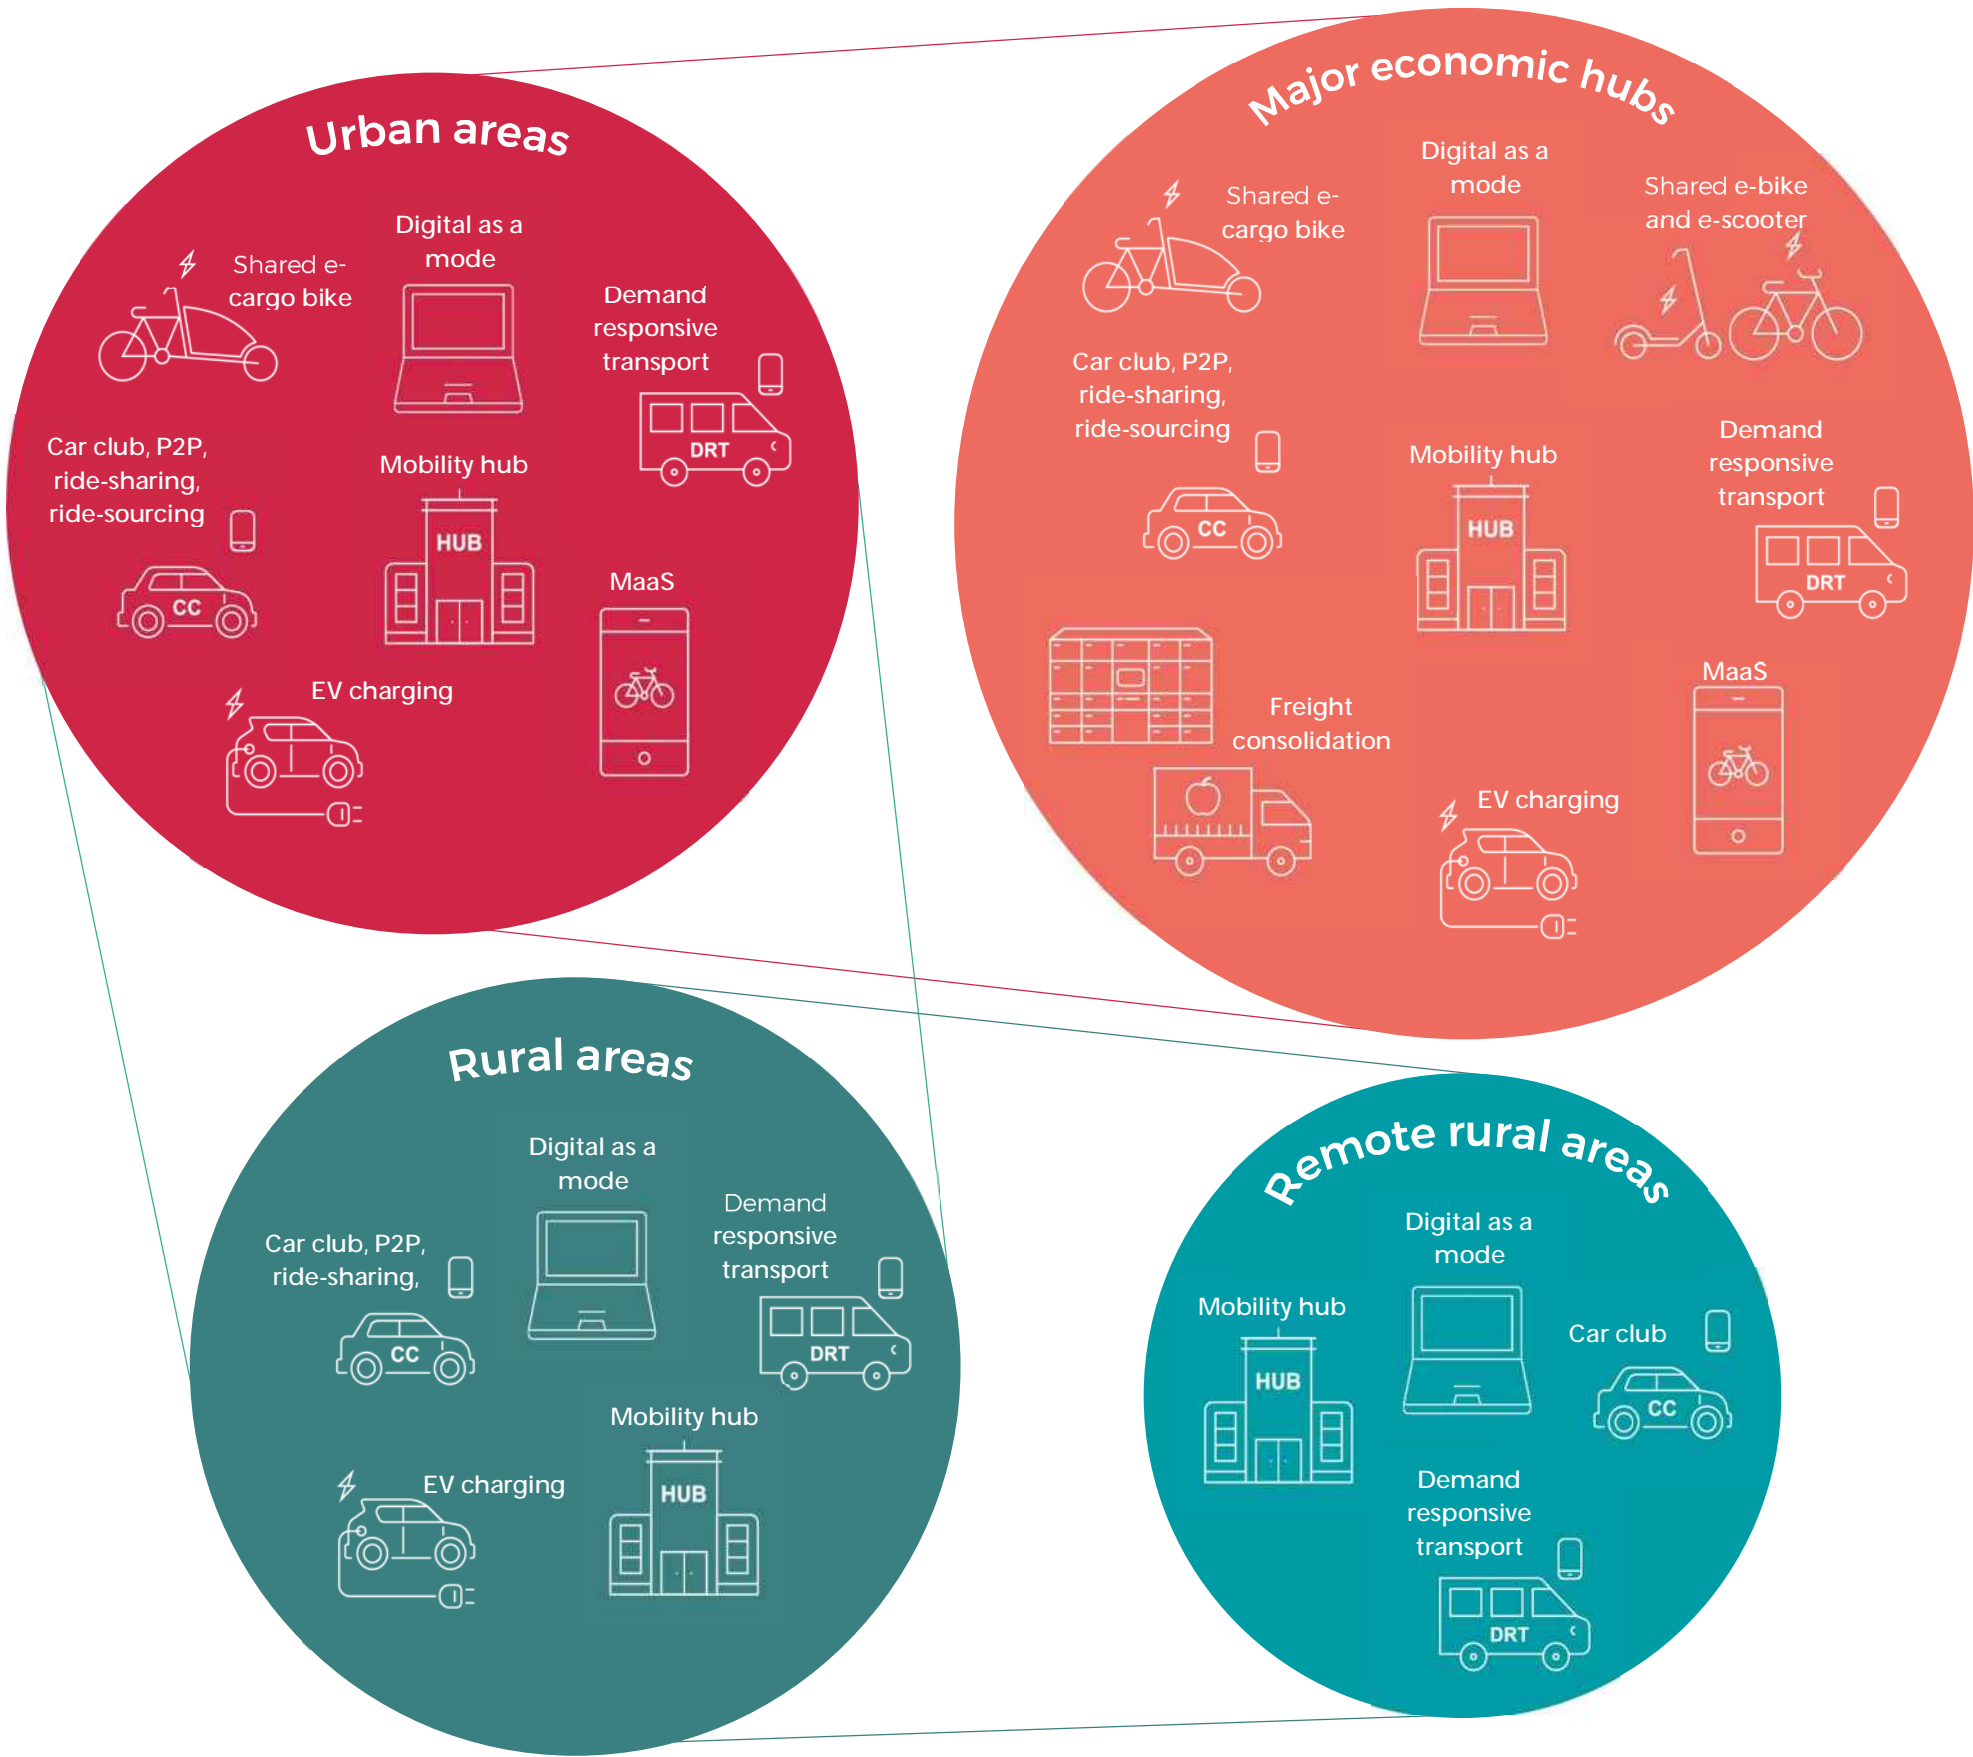 Urban areas
Shared e-
cargo bike
Digital as a
mode
Demand
responsive
transport
DRT
Car club, P2P,
ride-sharing,
ride-sourcing
CC
Mobility hub
HUB
MaaS
EV charging
Major economic hubs
Shared e-
cargo bike
Digital as a
mode
Shared e-bike
and e-scooter
Car club, P2P,
ride-sharing,
ride-sourcing
CC
Mobility hub
HUB
Demand
responsive
transport
DRT
Freight
consolidation
MaaS
EV charging
Rural areas
Digital as a
mode
Demand
responsive
transport
DRT
Car club, P2P,
ride-sharing,
CC
Mobility hub
HUB
EV charging
Remote rural areas
Digital as a
mode
Mobility hub
HUB
Car club
CC
Demand
responsive
transport
DRT